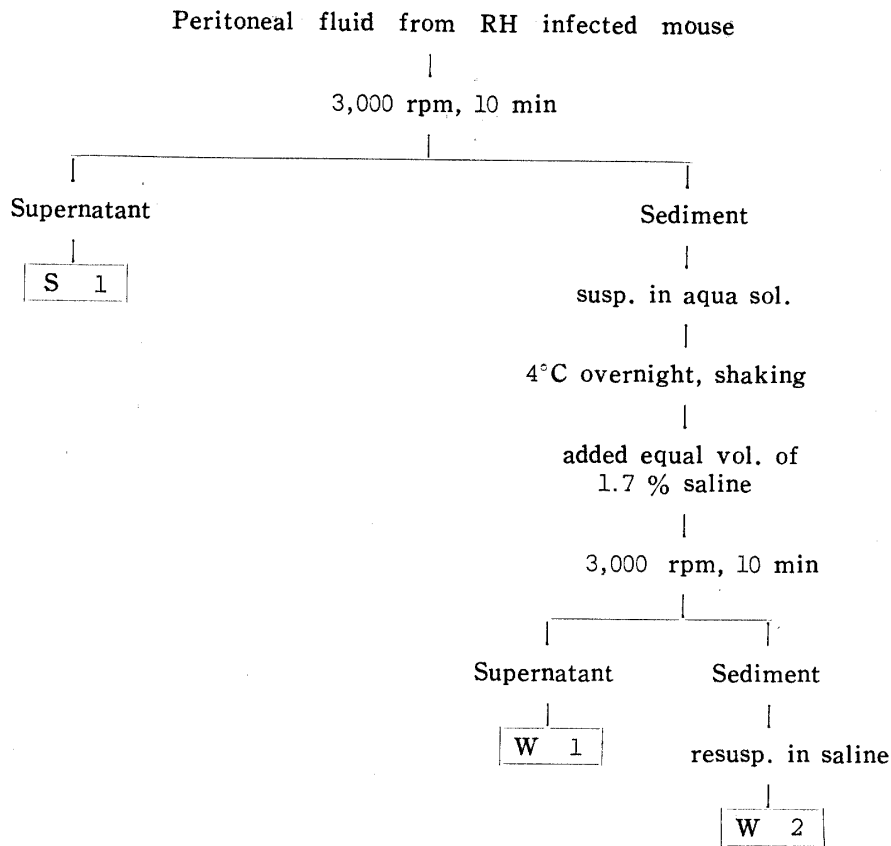 Peritoneal fluid from RH infected mouse
3,000 rpm, 10 min
Supernatant
S 1
Sediment
susp. in aqua sol.
4°C overnight, shaking
added equal vol. of
1.7 % saline
3,000 rpm, 10 min
Supernatant
W 1
Sediment
resusp. in saline
W 2